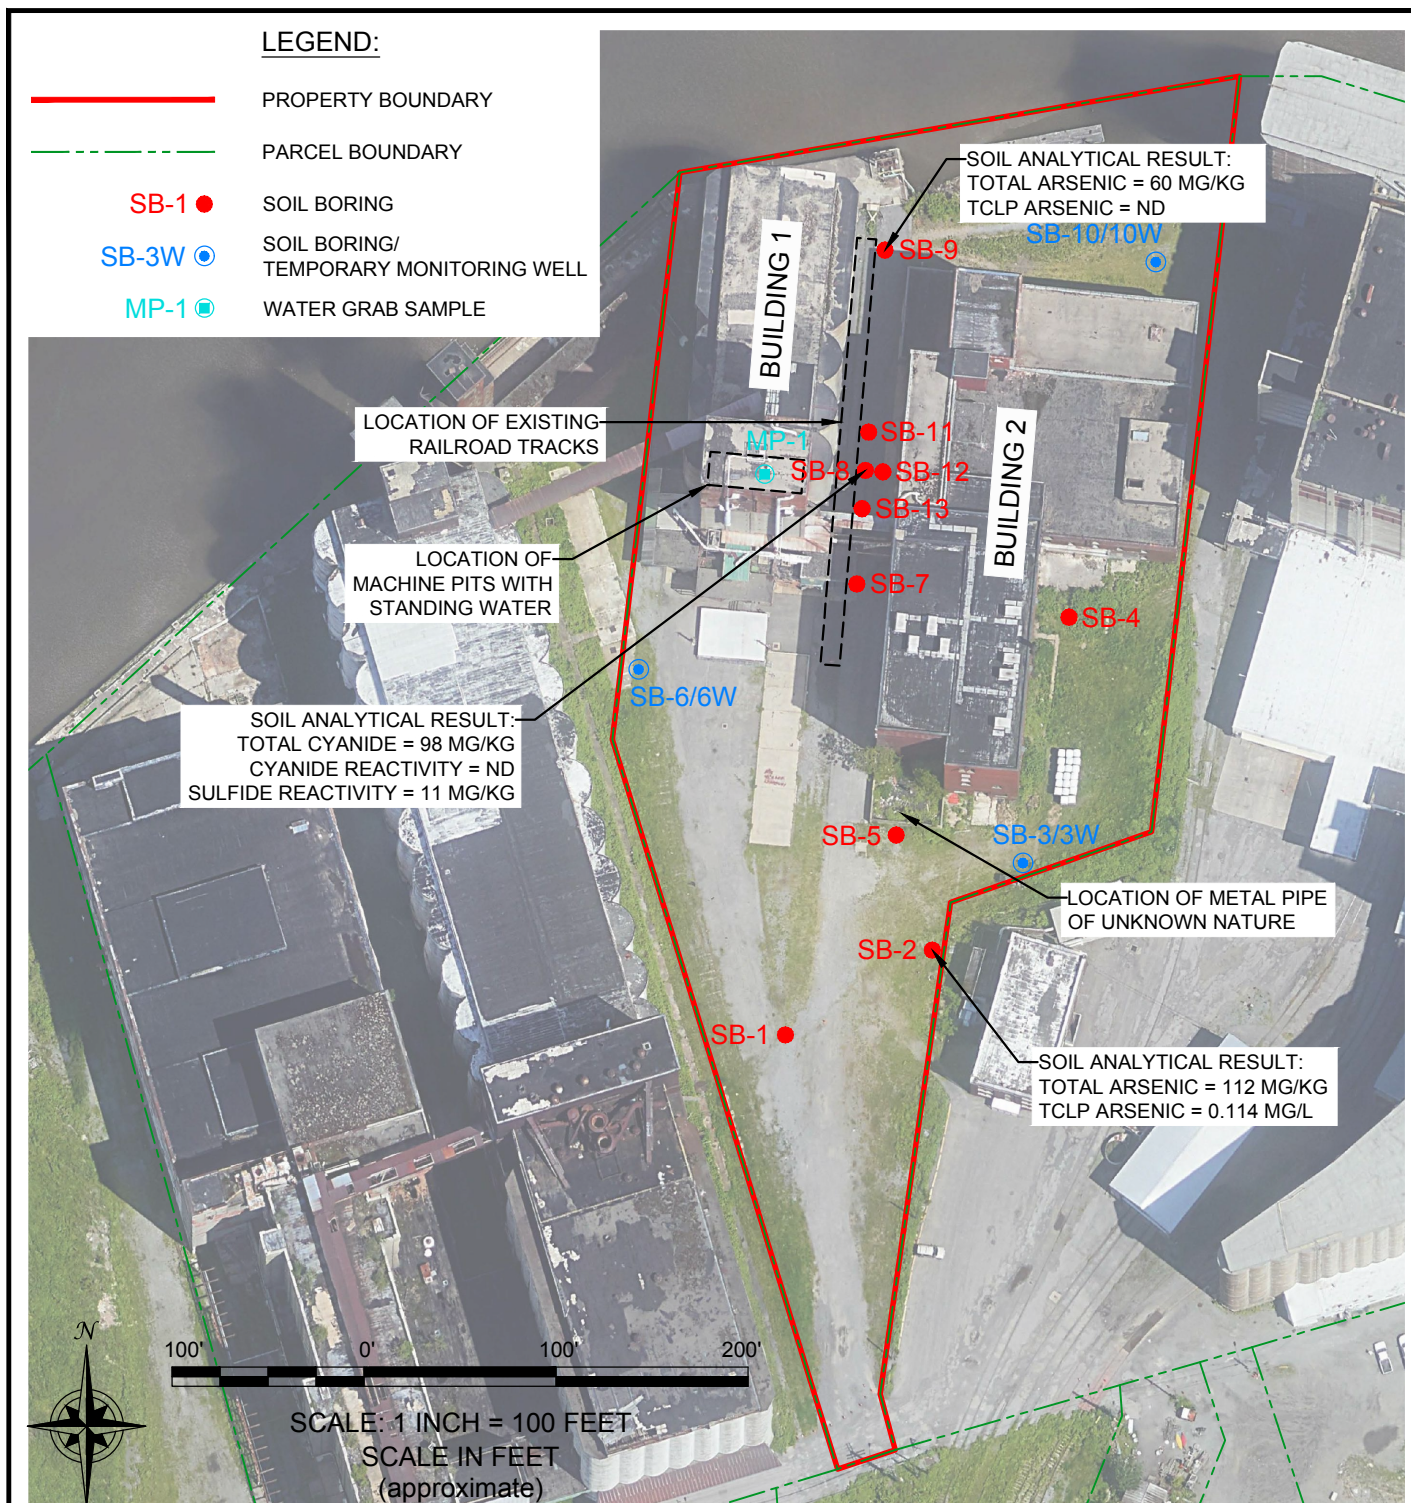 LEGEND:
PROPERTY BOUNDARY
PARCEL BOUNDARY
SB-1
SOIL BORING
SB-3W
SOIL BORING/
TEMPORARY MONITORING WELL
MP-1
WATER GRAB SAMPLE
SOIL ANALYTICAL RESULT:
TOTAL ARSENIC = 60 MG/KG
TCLP ARSENIC = ND
SB-10/10W
SB-9
BUILDING 1
LOCATION OF EXISTING
RAILROAD TRACKS
MP-1
SB-11
SB-8
SB-12
SB-13
BUILDING 2
LOCATION OF
MACHINE PITS WITH
STANDING WATER
SB-7
SB-4
SB-6/6W
SOIL ANALYTICAL RESULT:
TOTAL CYANIDE = 98 MG/KG
CYANIDE REACTIVITY = ND
SULFIDE REACTIVITY = 11 MG/KG
SB-5
SB-3/3W
LOCATION OF METAL PIPE
OF UNKNOWN NATURE
SB-2
SB-1
SOIL ANALYTICAL RESULT:
TOTAL ARSENIC = 112 MG/KG
TCLP ARSENIC = 0.114 MG/L
N
100' 0' 100' 200'
SCALE: 1 INCH = 100 FEET
SCALE IN FEET
(approximate)